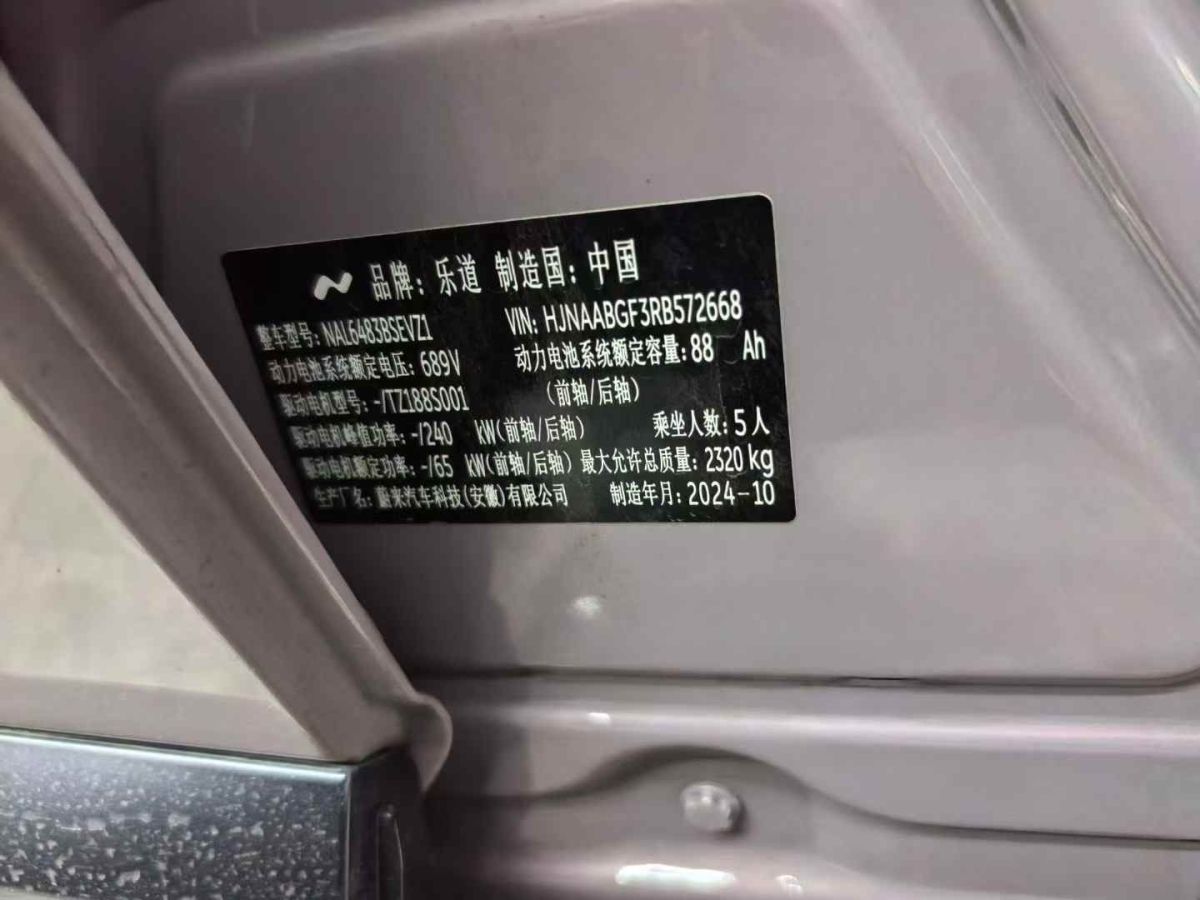 品牌：乐道 制造国：中国
整车型号：NAL6483BSEVZ1 VIN：HJNAABGF3RB572668
动力电池系统额定电压：689V 动力电池系统额定容量：88 Ah
驱动电机型号：-/TZ188S001 （前轴/后轴）
驱动电机峰值功率：-/240 kW（前轴/后轴） 乘坐人数：5人
驱动电机额定功率：-/65 kW（前轴/后轴） 最大允许总质量：2320kg
生产厂名：蔚来汽车科技（安徽）有限公司 制造年月：2024-10